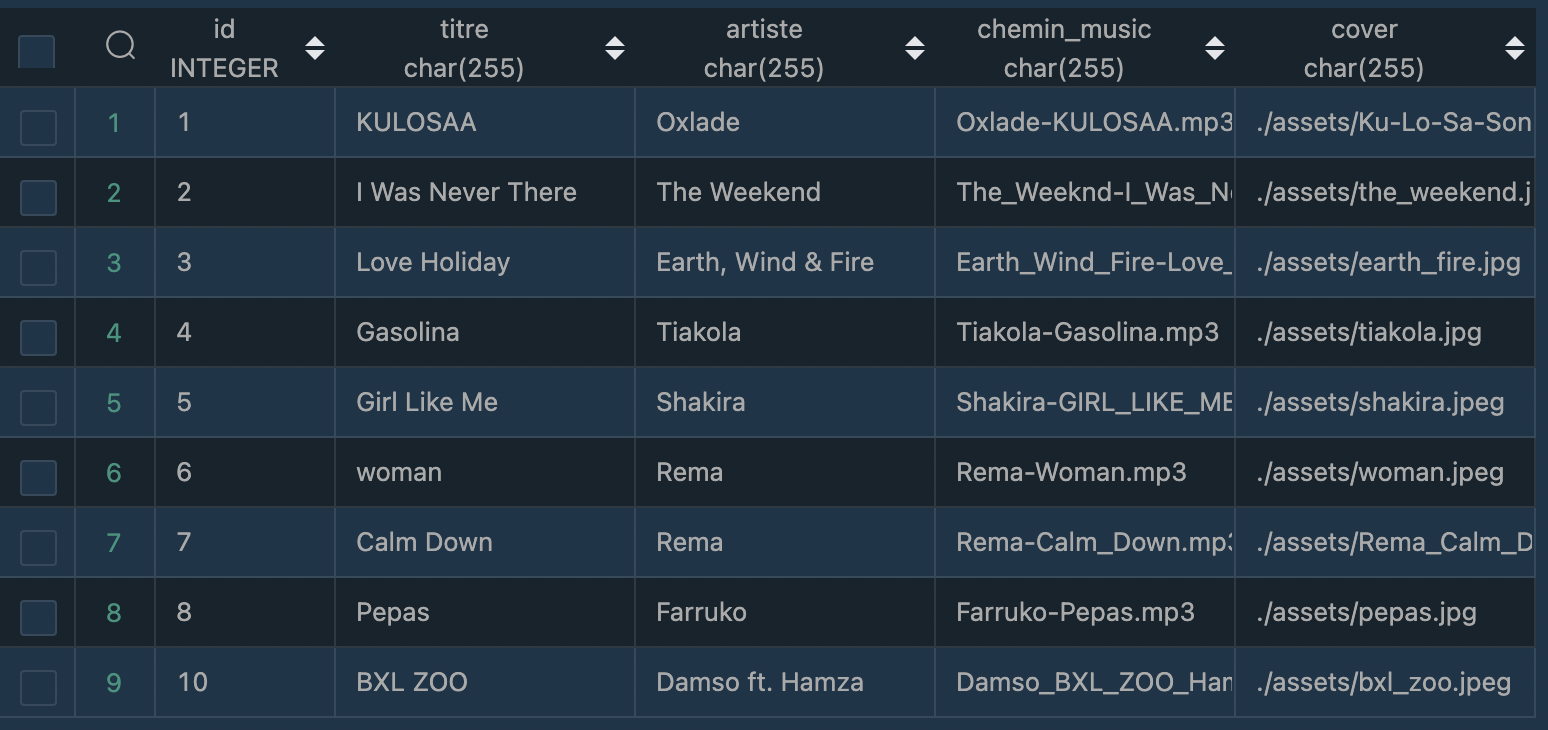 id titre artiste chemin_music cover
INTEGER char(255) char(255) char(255) char(255)
1 1 KULOSAA Oxlade Oxlade-KULOSAA.mp3 ./assets/Ku-Lo-Sa-Son
2 2 I Was Never There The Weekend The_Weeknd-I_Was_N ./assets/the_weekend.j
3 3 Love Holiday Earth, Wind & Fire Earth_Wind_Fire-Love_ ./assets/earth_fire.jpg
4 4 Gasolina Tiakola Tiakola-Gasolina.mp3 ./assets/tiakola.jpg
5 5 Girl Like Me Shakira Shakira-GIRL_LIKE_ME ./assets/shakira.jpeg
6 6 woman Rema Rema-Woman.mp3 ./assets/woman.jpeg
7 7 Calm Down Rema Rema-Calm_Down.mp3 ./assets/Rema_Calm_D
8 8 Pepas Farruko Farruko-Pepas.mp3 ./assets/pepas.jpg
9 10 BXL ZOO Damso ft. Hamza Damso_BXL_ZOO_Ham ./assets/bxl_zoo.jpeg